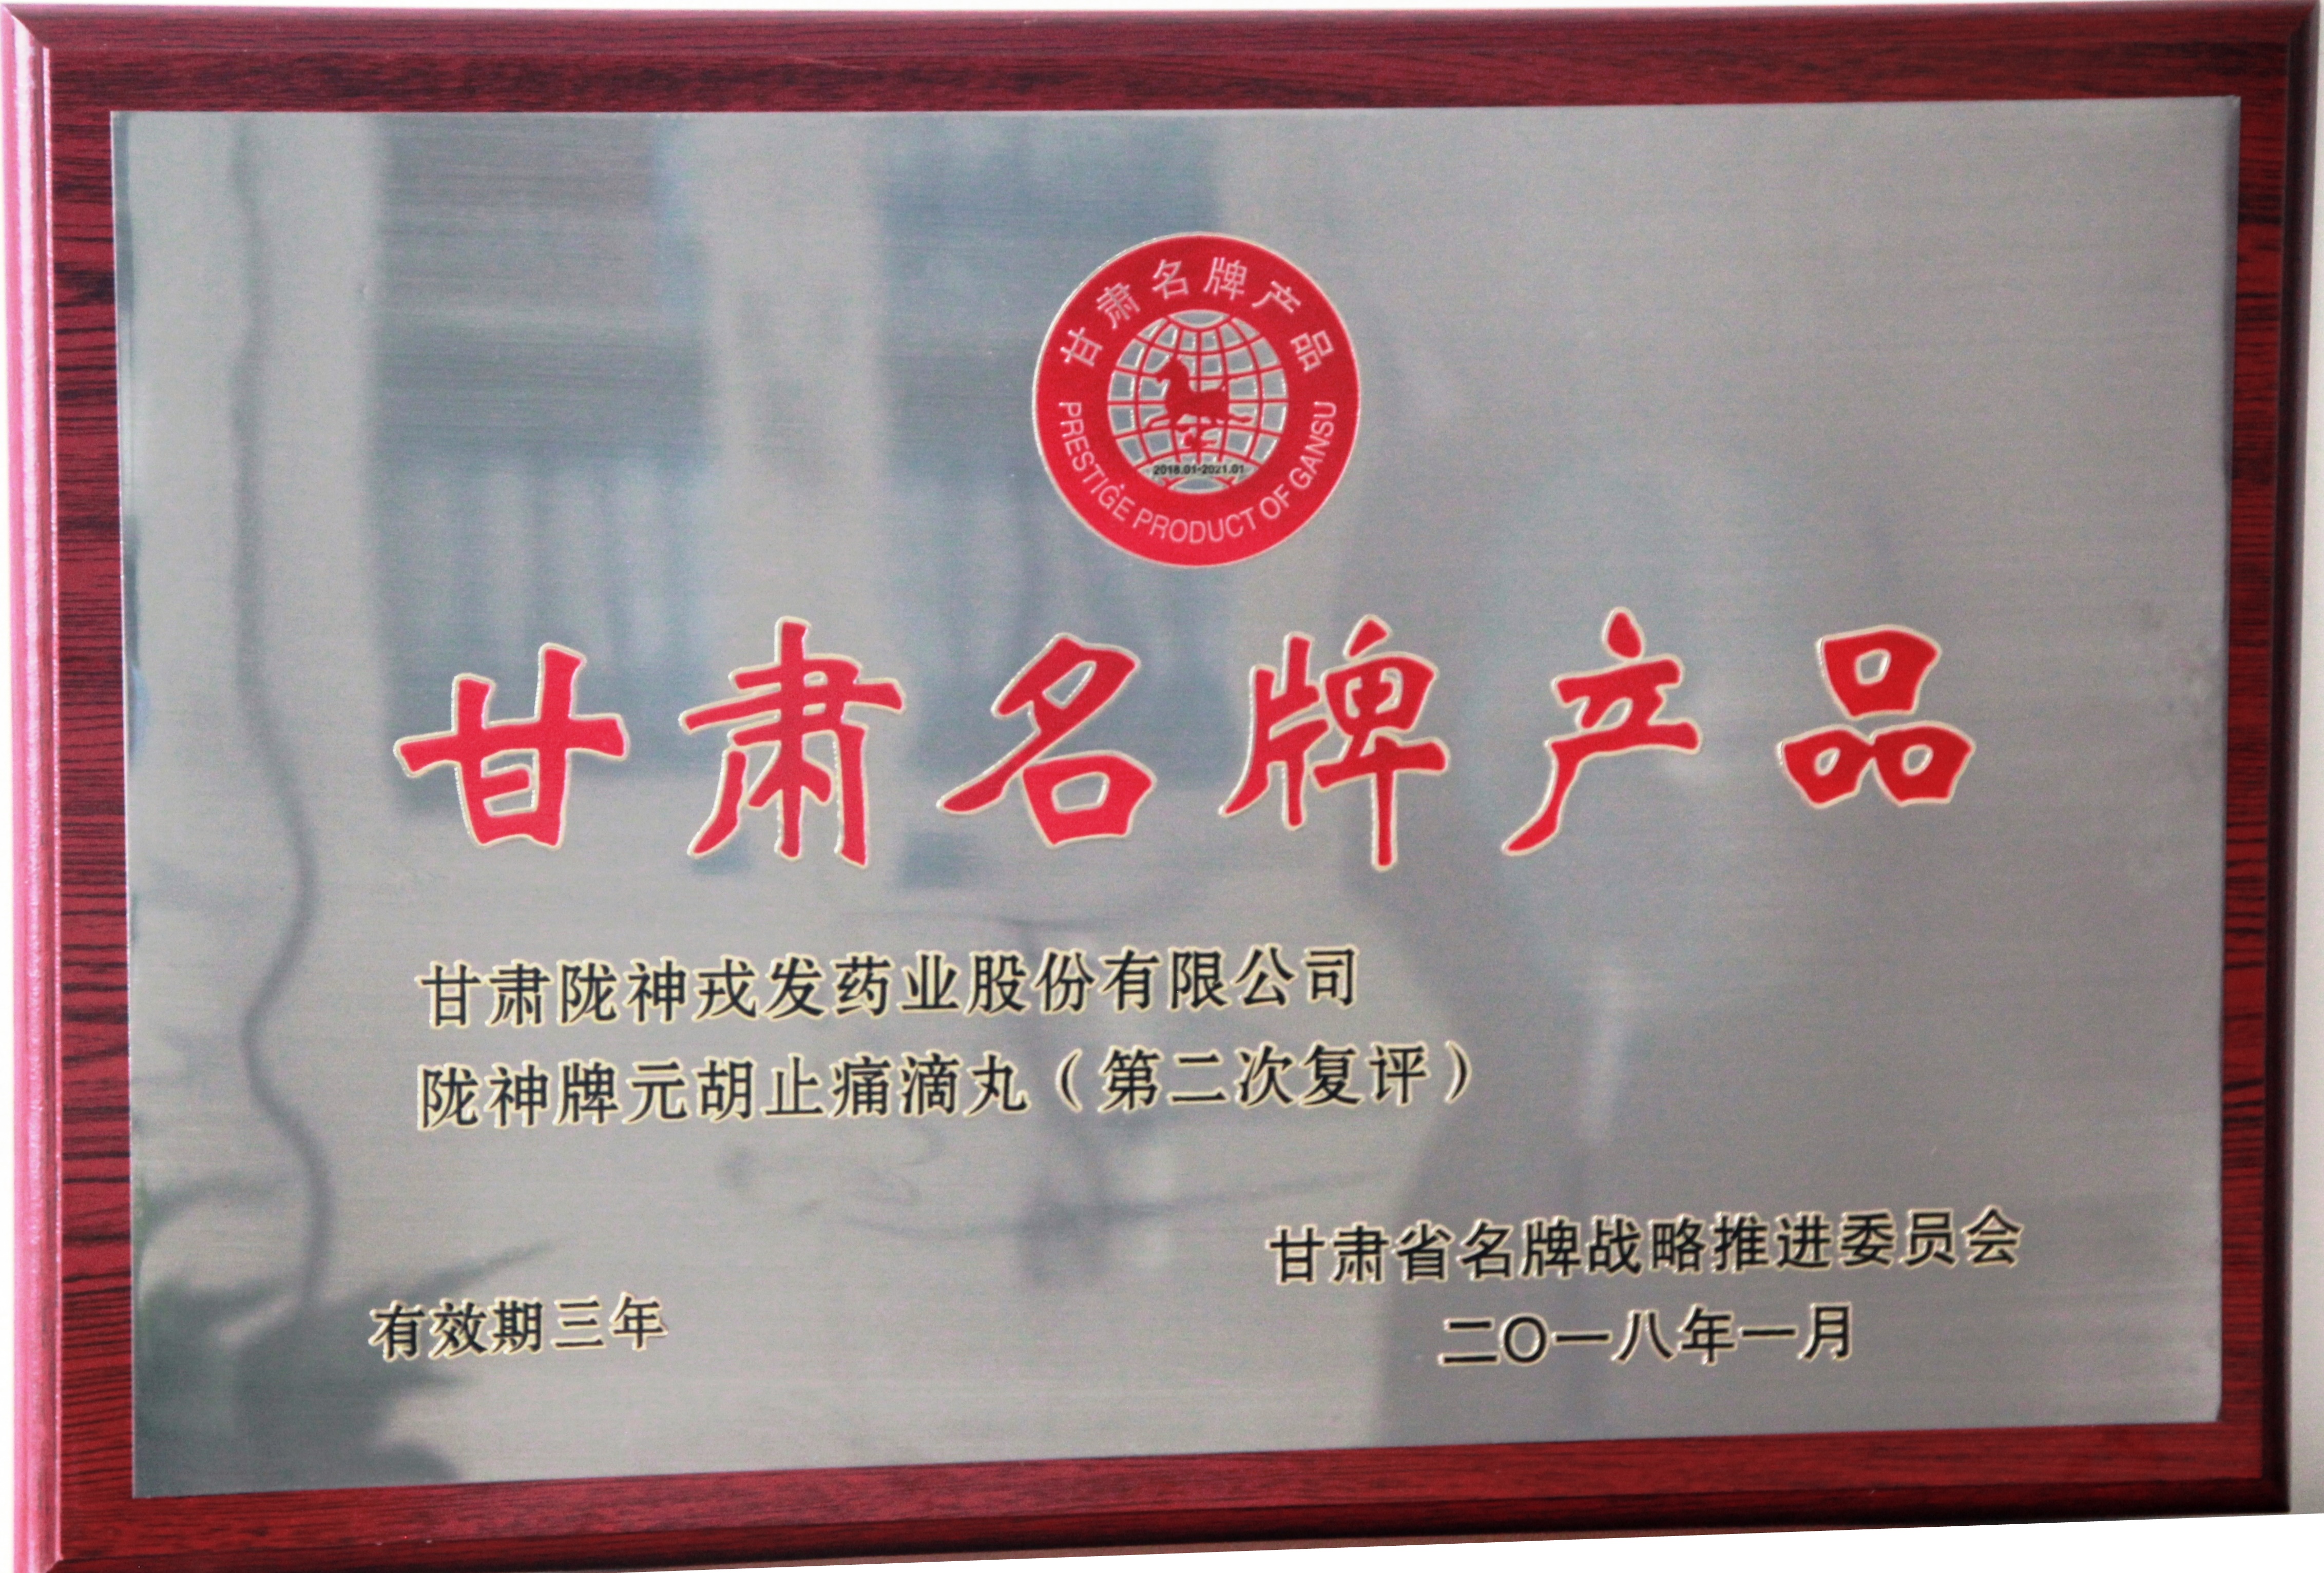 甘肃名牌产品
2018.01-2021.01
PRESTIGE PRODUCT OF GANSU
甘肃名牌产品
甘肃陇神戎发药业股份有限公司
陇神牌元胡止痛滴丸（第二次复评）
甘肃省名牌战略推进委员会
有效期三年
二〇一八年一月